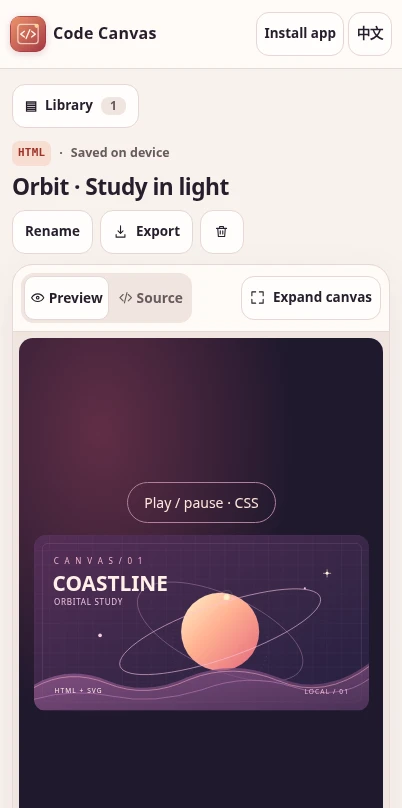 Code Canvas
Install app
中文
Library 1
HTML · Saved on device
Orbit · Study in light
Rename
Export
Preview
Source
Expand canvas
Play / pause · CSS
CANVAS/01
COASTLINE
ORBITAL STUDY
HTML + SVG
LOCAL / 01